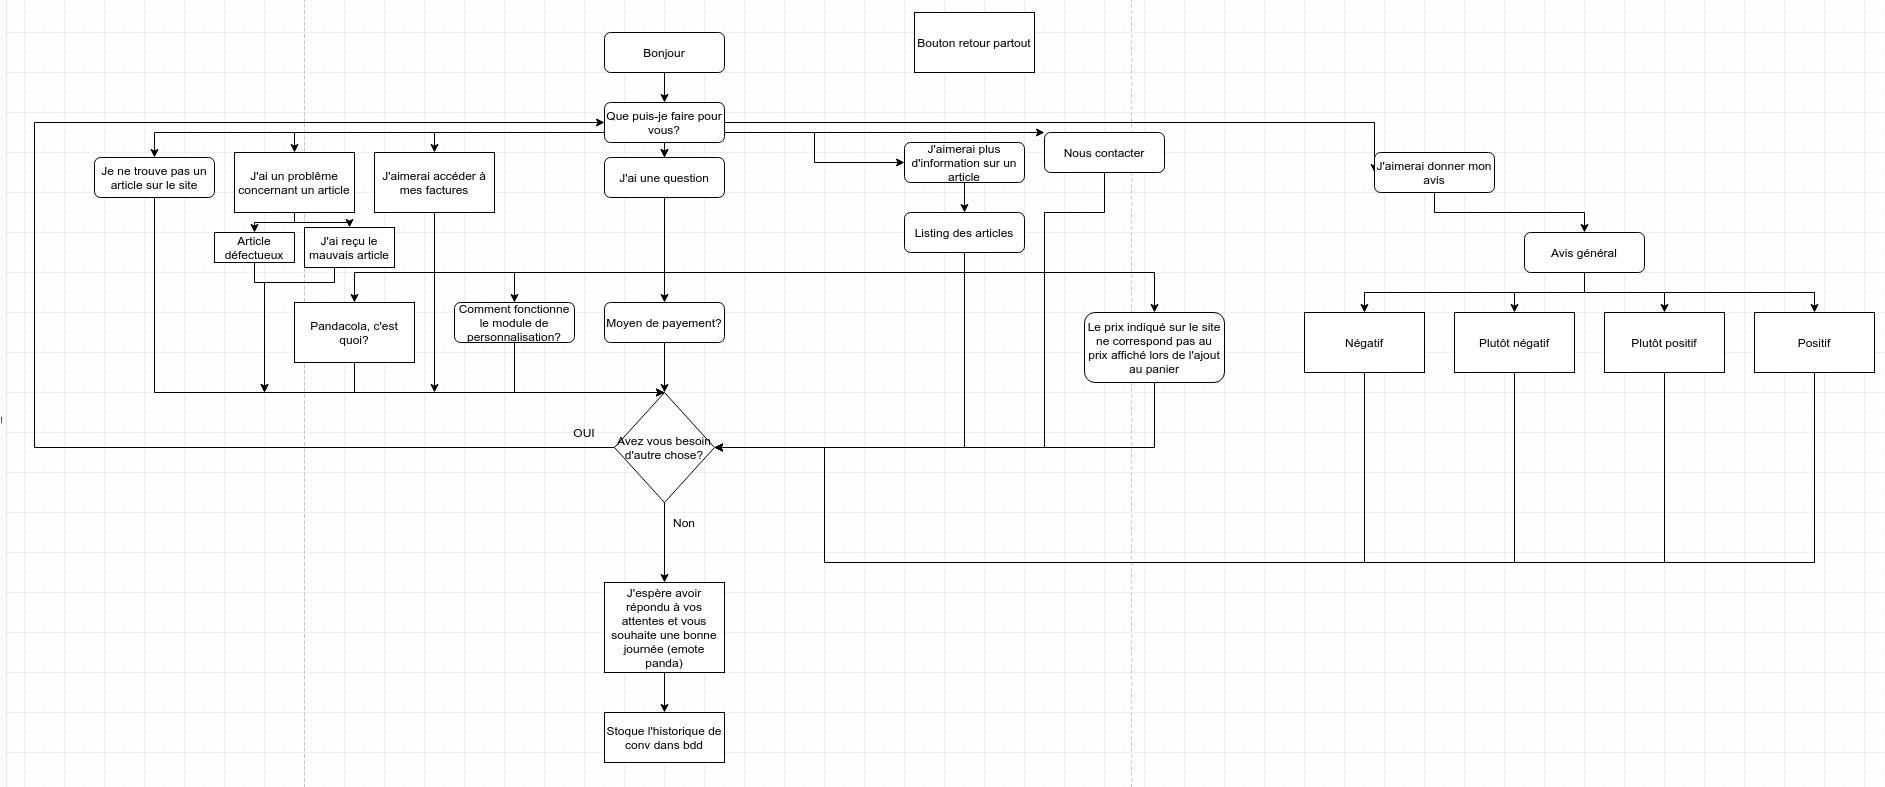 Bonjour
Bouton retour partout
Que puis-je faire pour
vous?
Je ne trouve pas un
article sur le site
J'ai un problême
concernant un article
J'aimerai accéder à
mes factures
J'ai une question
J'aimerai plus
d'information sur un
article
Nous contacter
J'aimerai donner mon
avis
Article
défectueux
J'ai reçu le
mauvais article
Listing des articles
Avis général
Pandacola, c'est
quoi?
Comment fonctionne
le module de
personnalisation?
Moyen de payement?
Le prix indiqué sur le site
ne correspond pas au
prix affiché lors de l'ajout
au panier
Négatif
Plutôt négatif
Plutôt positif
Positif
!
OUI
Avez vous besoin
d'autre chose?
Non
J'espère avoir
répondu à vos
attentes et vous
souhaite une bonne
journée (emote
panda)
Stoque l'historique de
conv dans bdd